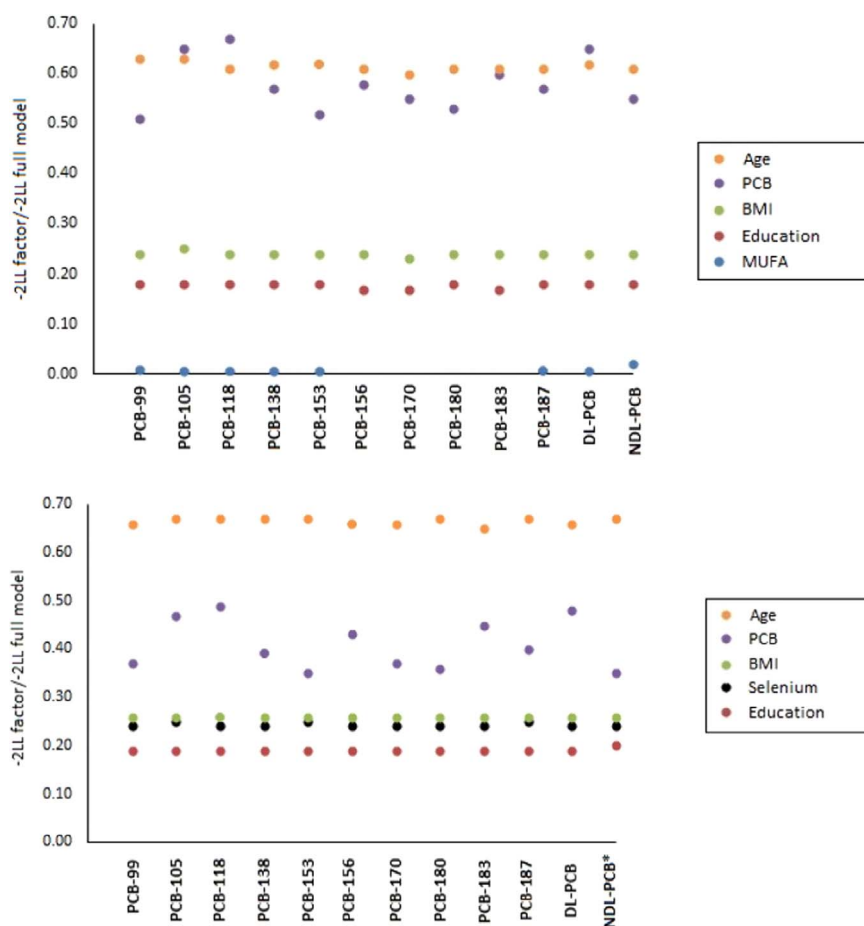 -2LL factor/-2LL full model
0.70
0.60
0.50
0.40
0.30
0.20
0.10
0.00
PCB-99
PCB-105
PCB-118
PCB-138
PCB-153
PCB-156
PCB-170
PCB-180
PCB-183
PCB-187
DL-PCB
NDL-PCB
Age
PCB
BMI
Education
MUFA
-2LL factor/-2LL full model
0.70
0.60
0.50
0.40
0.30
0.20
0.10
0.00
PCB-99
PCB-105
PCB-118
PCB-138
PCB-153
PCB-156
PCB-170
PCB-180
PCB-183
PCB-187
DL-PCB
NDL-PCB*
Age
PCB
BMI
Selenium
Education